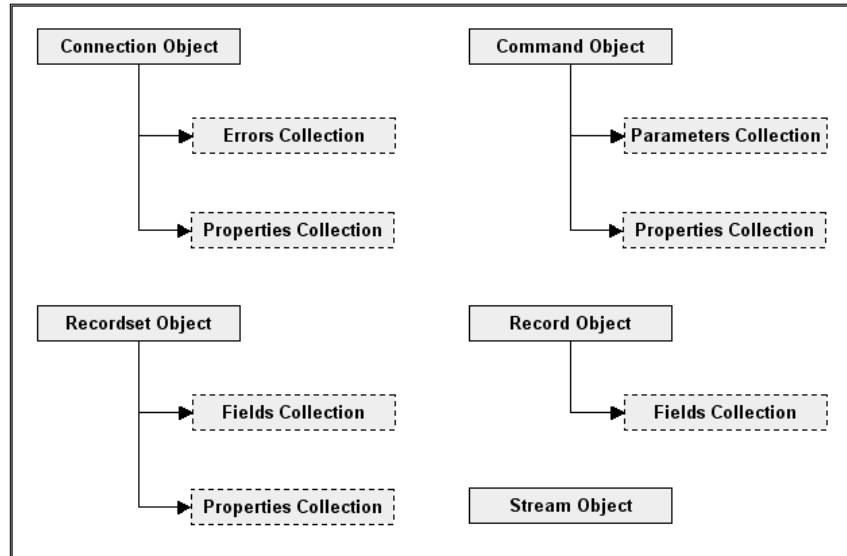 Connection Object
Errors Collection
Properties Collection
Command Object
Parameters Collection
Properties Collection
Recordset Object
Fields Collection
Properties Collection
Record Object
Fields Collection
Stream Object